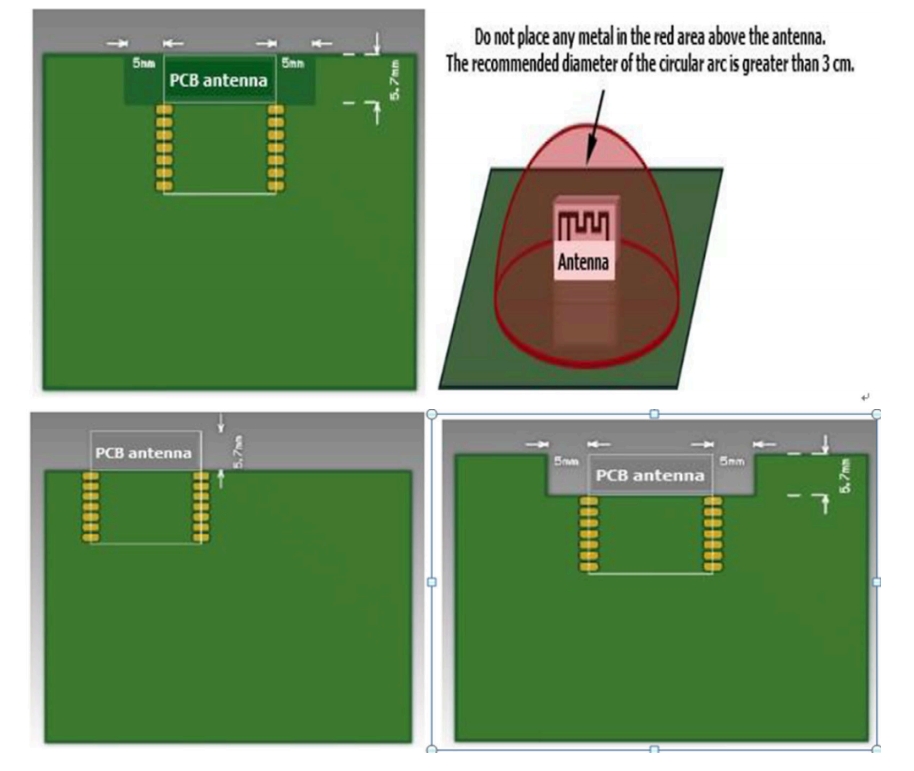 5mm
5mm
PCB antenna
5.7mm
Do not place any metal in the red area above the antenna.
The recommended diameter of the circular arc is greater than 3 cm.
Antenna
PCB antenna
5.7mm
5mm
5mm
PCB antenna
5.7mm